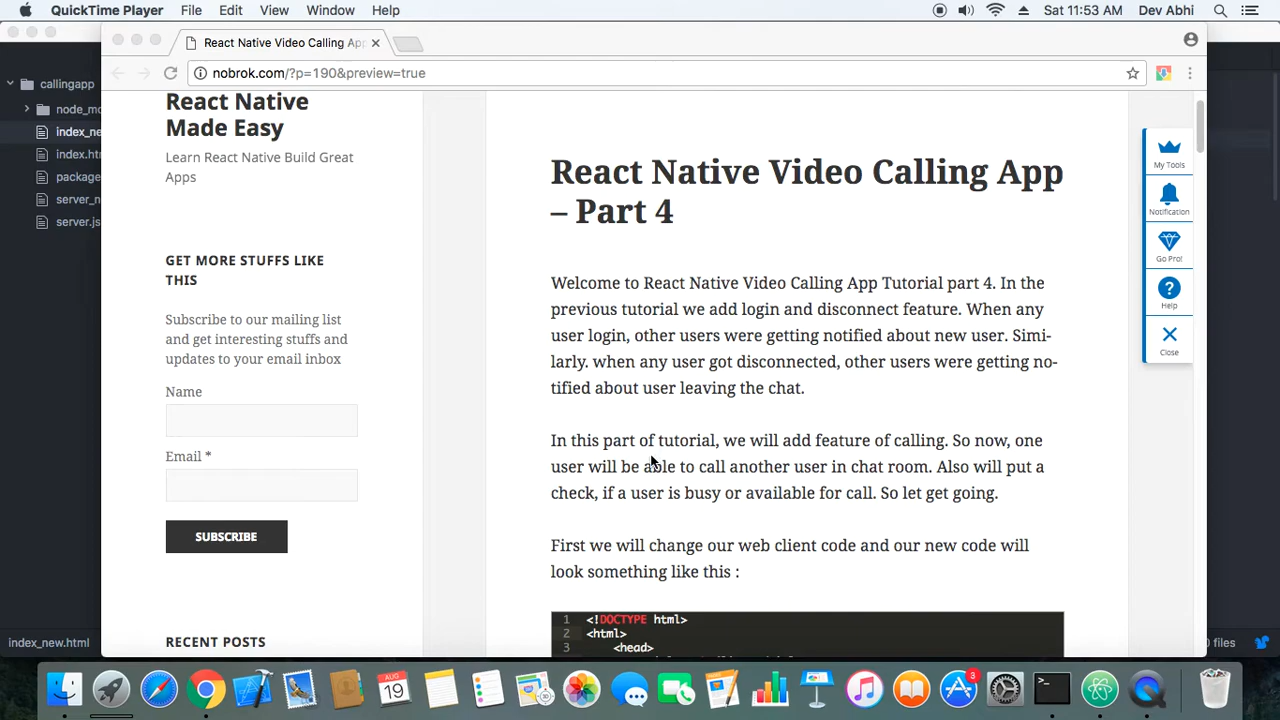 QuickTime Player File Edit View Window Help Sat 11:53 AM Dev Abhi
React Native Video Calling Ap
nobrok.com/?p=190&preview=true
callingapp
node_mo
index_ne
index.htm
package
server_n
server.js
React Native
Made Easy
Learn React Native Build Great
Apps
GET MORE STUFFS LIKE
THIS
Subscribe to our mailing list
and get interesting stuffs and
updates to your email inbox
Name
Email *
SUBSCRIBE
RECENT POSTS
React Native Video Calling App
– Part 4
Welcome to React Native Video Calling App Tutorial part 4. In the
previous tutorial we add login and disconnect feature. When any
user login, other users were getting notified about new user. Simi-
larly. when any user got disconnected, other users were getting no-
tified about user leaving the chat.
In this part of tutorial, we will add feature of calling. So now, one
user will be able to call another user in chat room. Also will put a
check, if a user is busy or available for call. So let get going.
First we will change our web client code and our new code will
look something like this :
1 <!DOCTYPE html>
2 <html>
3 <head>
My Tools
Notification
Go Pro!
Help
Close
index_new.html
0 files
AUG
19
3